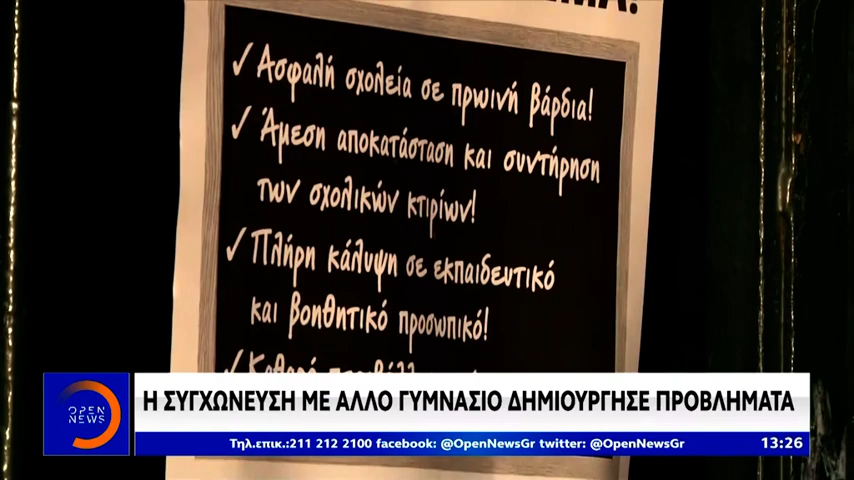 ✓ Ασφαλή σχολεία σε πρωινή βάρδια!
✓ Άμεση αποκατάσταση και συντήρηση
των σχολικών κτιρίων!
✓ Πλήρη κάλυψη σε εκπαιδευτικό
και βοηθητικό προσωπικό!
OPEN
NEWS
Η ΣΥΓΧΩΝΕΥΣΗ ΜΕ ΑΛΛΟ ΓΥΜΝΑΣΙΟ ΔΗΜΙΟΥΡΓΗΣΕ ΠΡΟΒΛΗΜΑΤΑ
Τηλ.επικ.:211 212 2100 facebook: @OpenNewsGr twitter: @OpenNewsGr
13:26